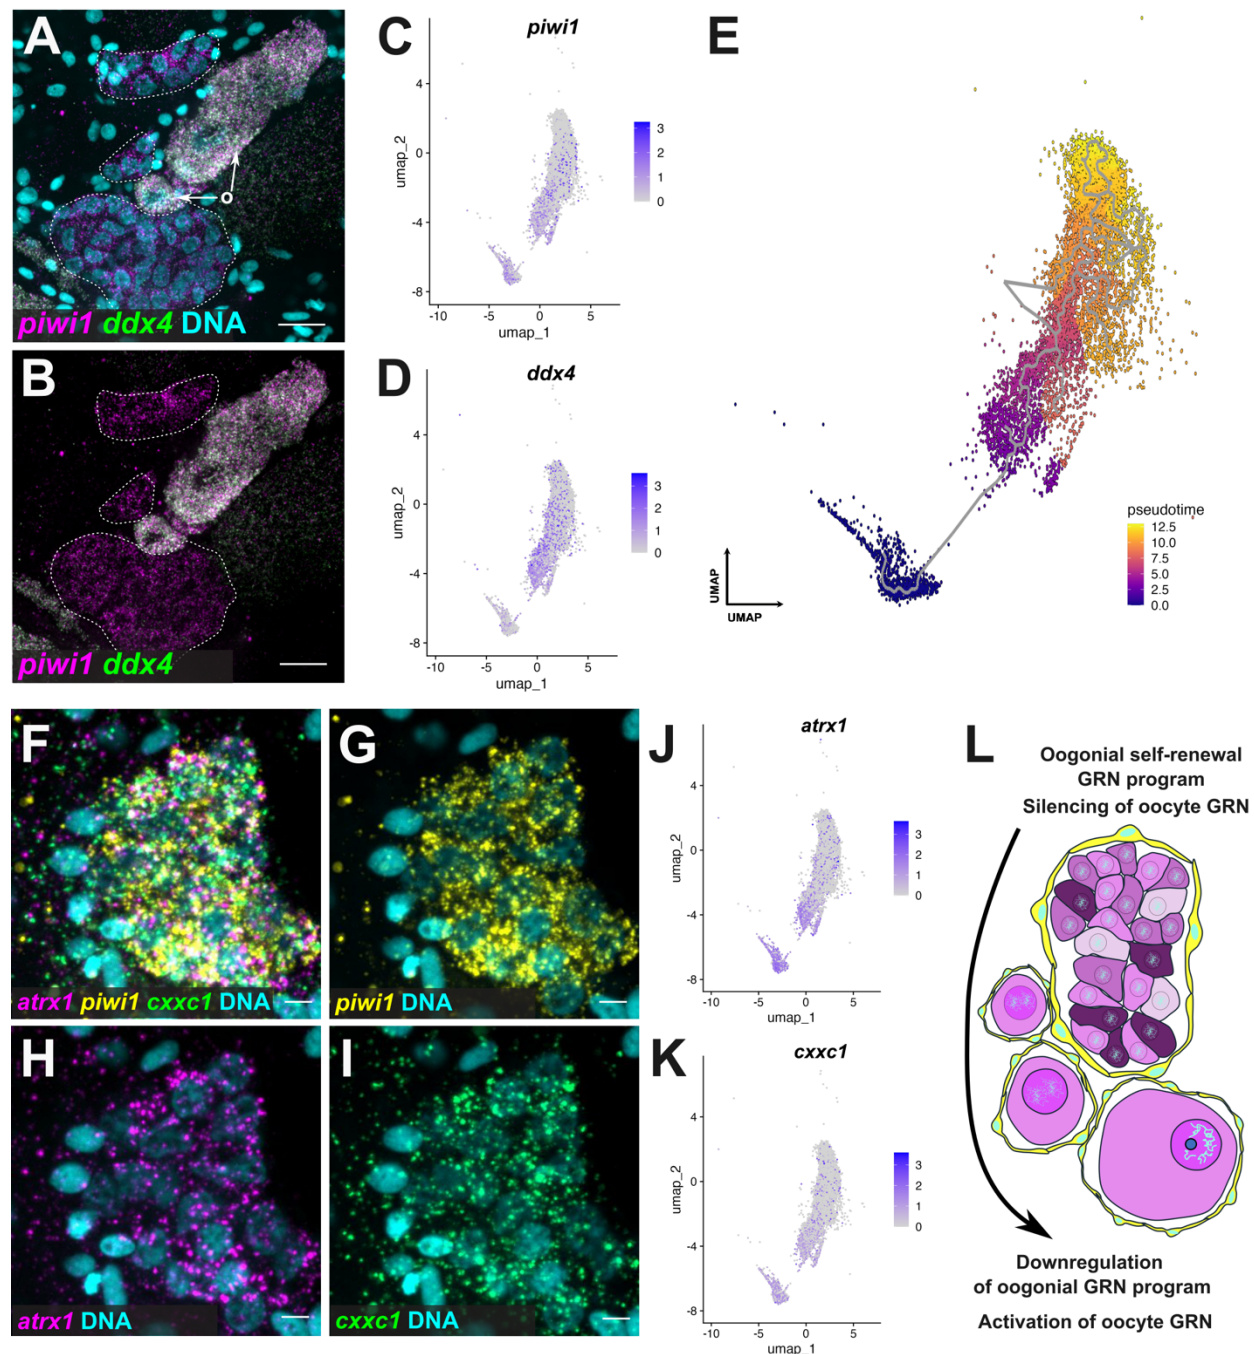 A
o
piwi1 ddx4 DNA
B
piwi1 ddx4
C
piwi1
umap_2
4
0
-4
-8
-10 -5 0 5
umap_1
3
2
1
0
D
ddx4
umap_2
4
0
-4
-8
-10 -5 0 5
umap_1
3
2
1
0
E
UMAP
UMAP
pseudotime
12.5
10.0
7.5
5.0
2.5
0.0
F
atrx1 piwi1 cxxc1 DNA
G
piwi1 DNA
H
atrx1 DNA
I
cxxc1 DNA
J
atrx1
umap_2
4
0
-4
-8
-10 -5 0 5
umap_1
3
2
1
0
K
cxxc1
umap_2
4
0
-4
-8
-10 -5 0 5
umap_1
3
2
1
0
L
Oogonial self-renewal
GRN program
Silencing of oocyte GRN
Downregulation
of oogonial GRN program
Activation of oocyte GRN